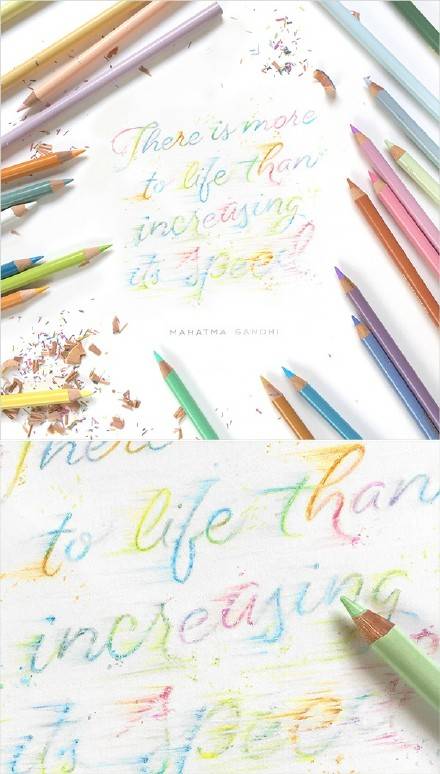 There is more
to life than
increasing
its speed
MAHATMA GANDHI
There
to life than
increasing
its speed